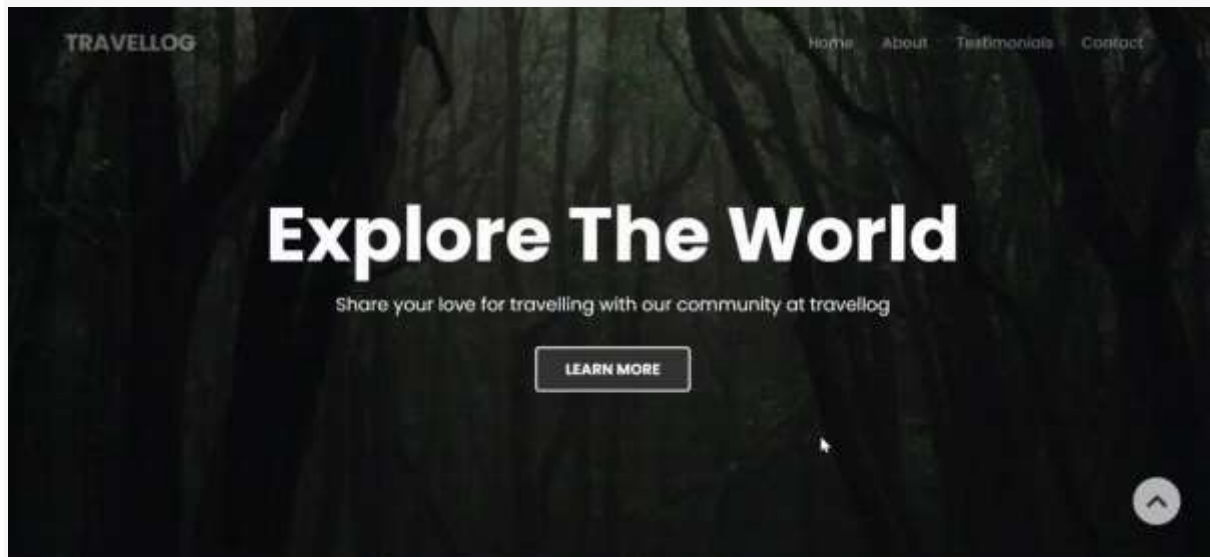 TRAVELLOG
Home About Testimonials Contact
Explore The World
Share your love for travelling with our community at travellog
LEARN MORE